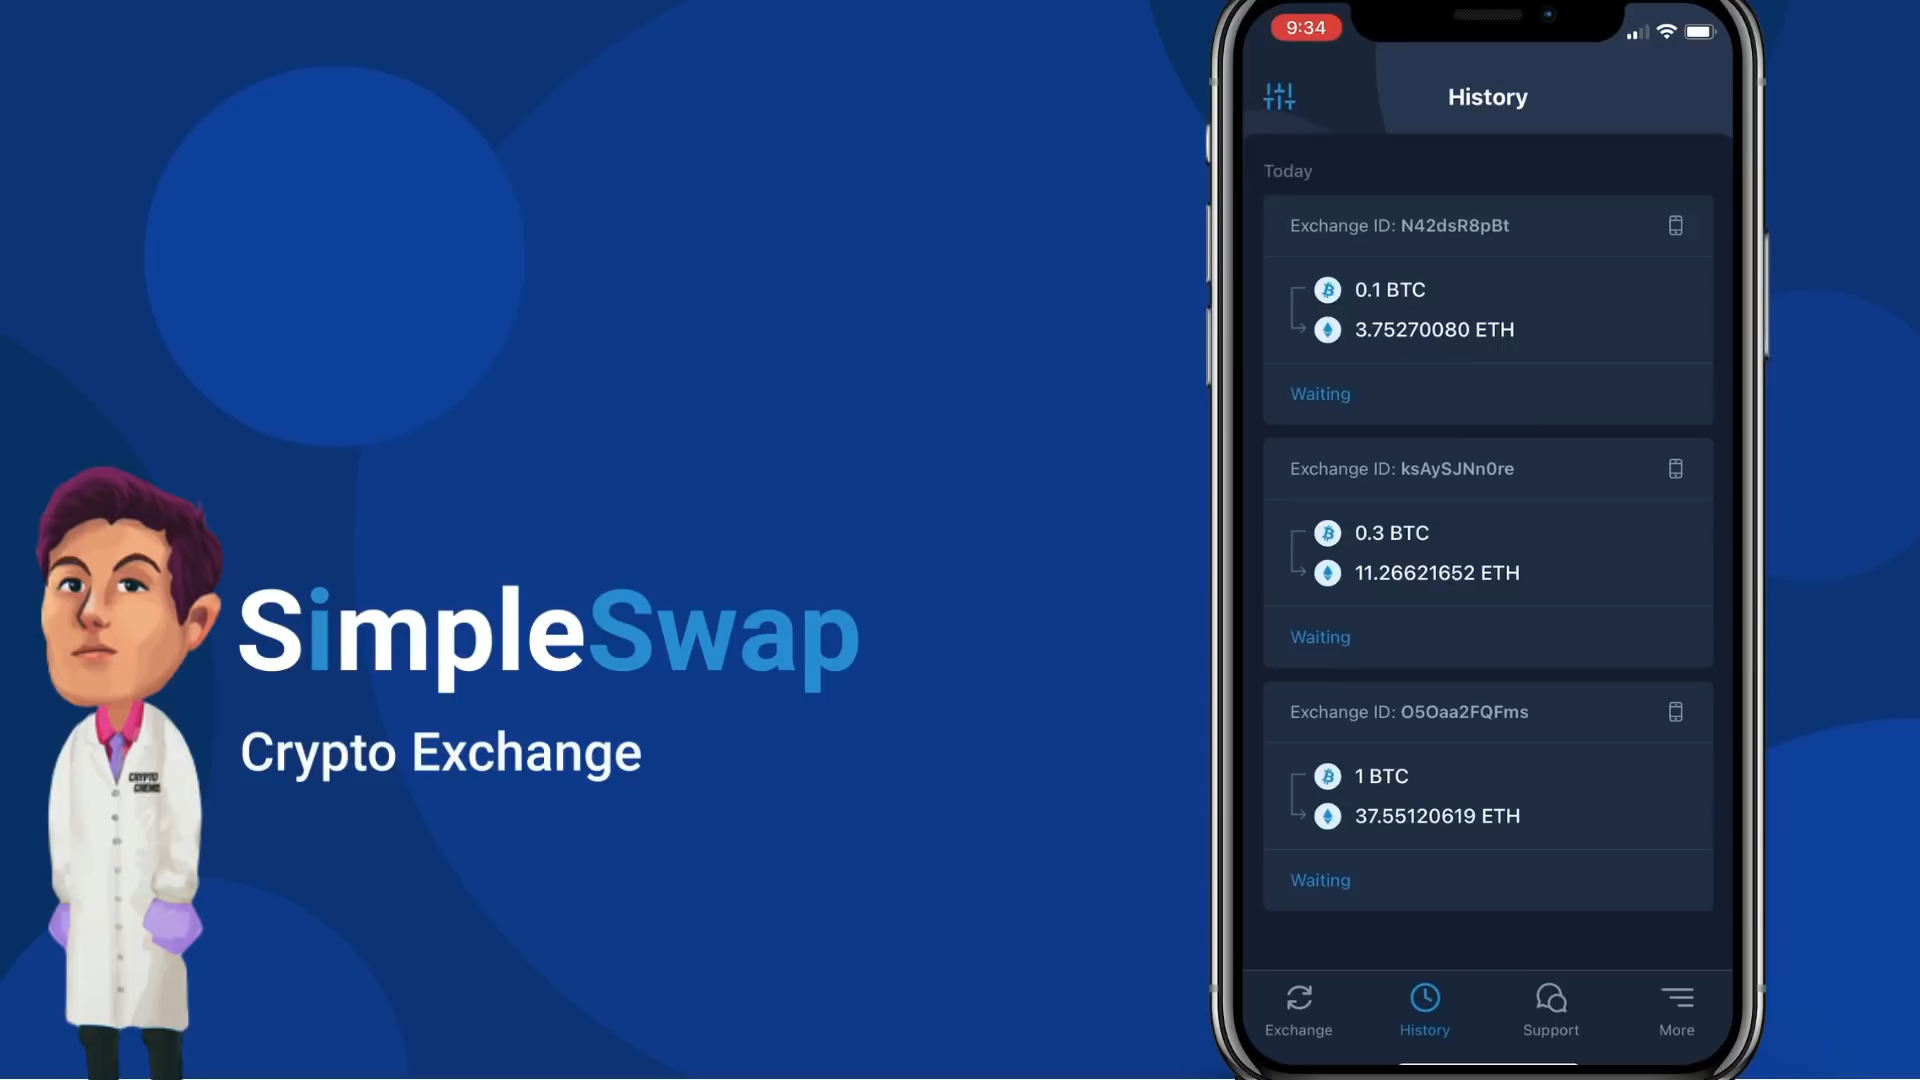 SimpleSwap
Crypto Exchange
CRYPTO
9:34
History
Today
Exchange ID: N42dsR8pBt
0.1 BTC
3.75270080 ETH
Waiting
Exchange ID: ksAySJNn0re
0.3 BTC
11.26621652 ETH
Waiting
Exchange ID: O5Oaa2FQFms
1 BTC
37.55120619 ETH
Waiting
Exchange
History
Support
More